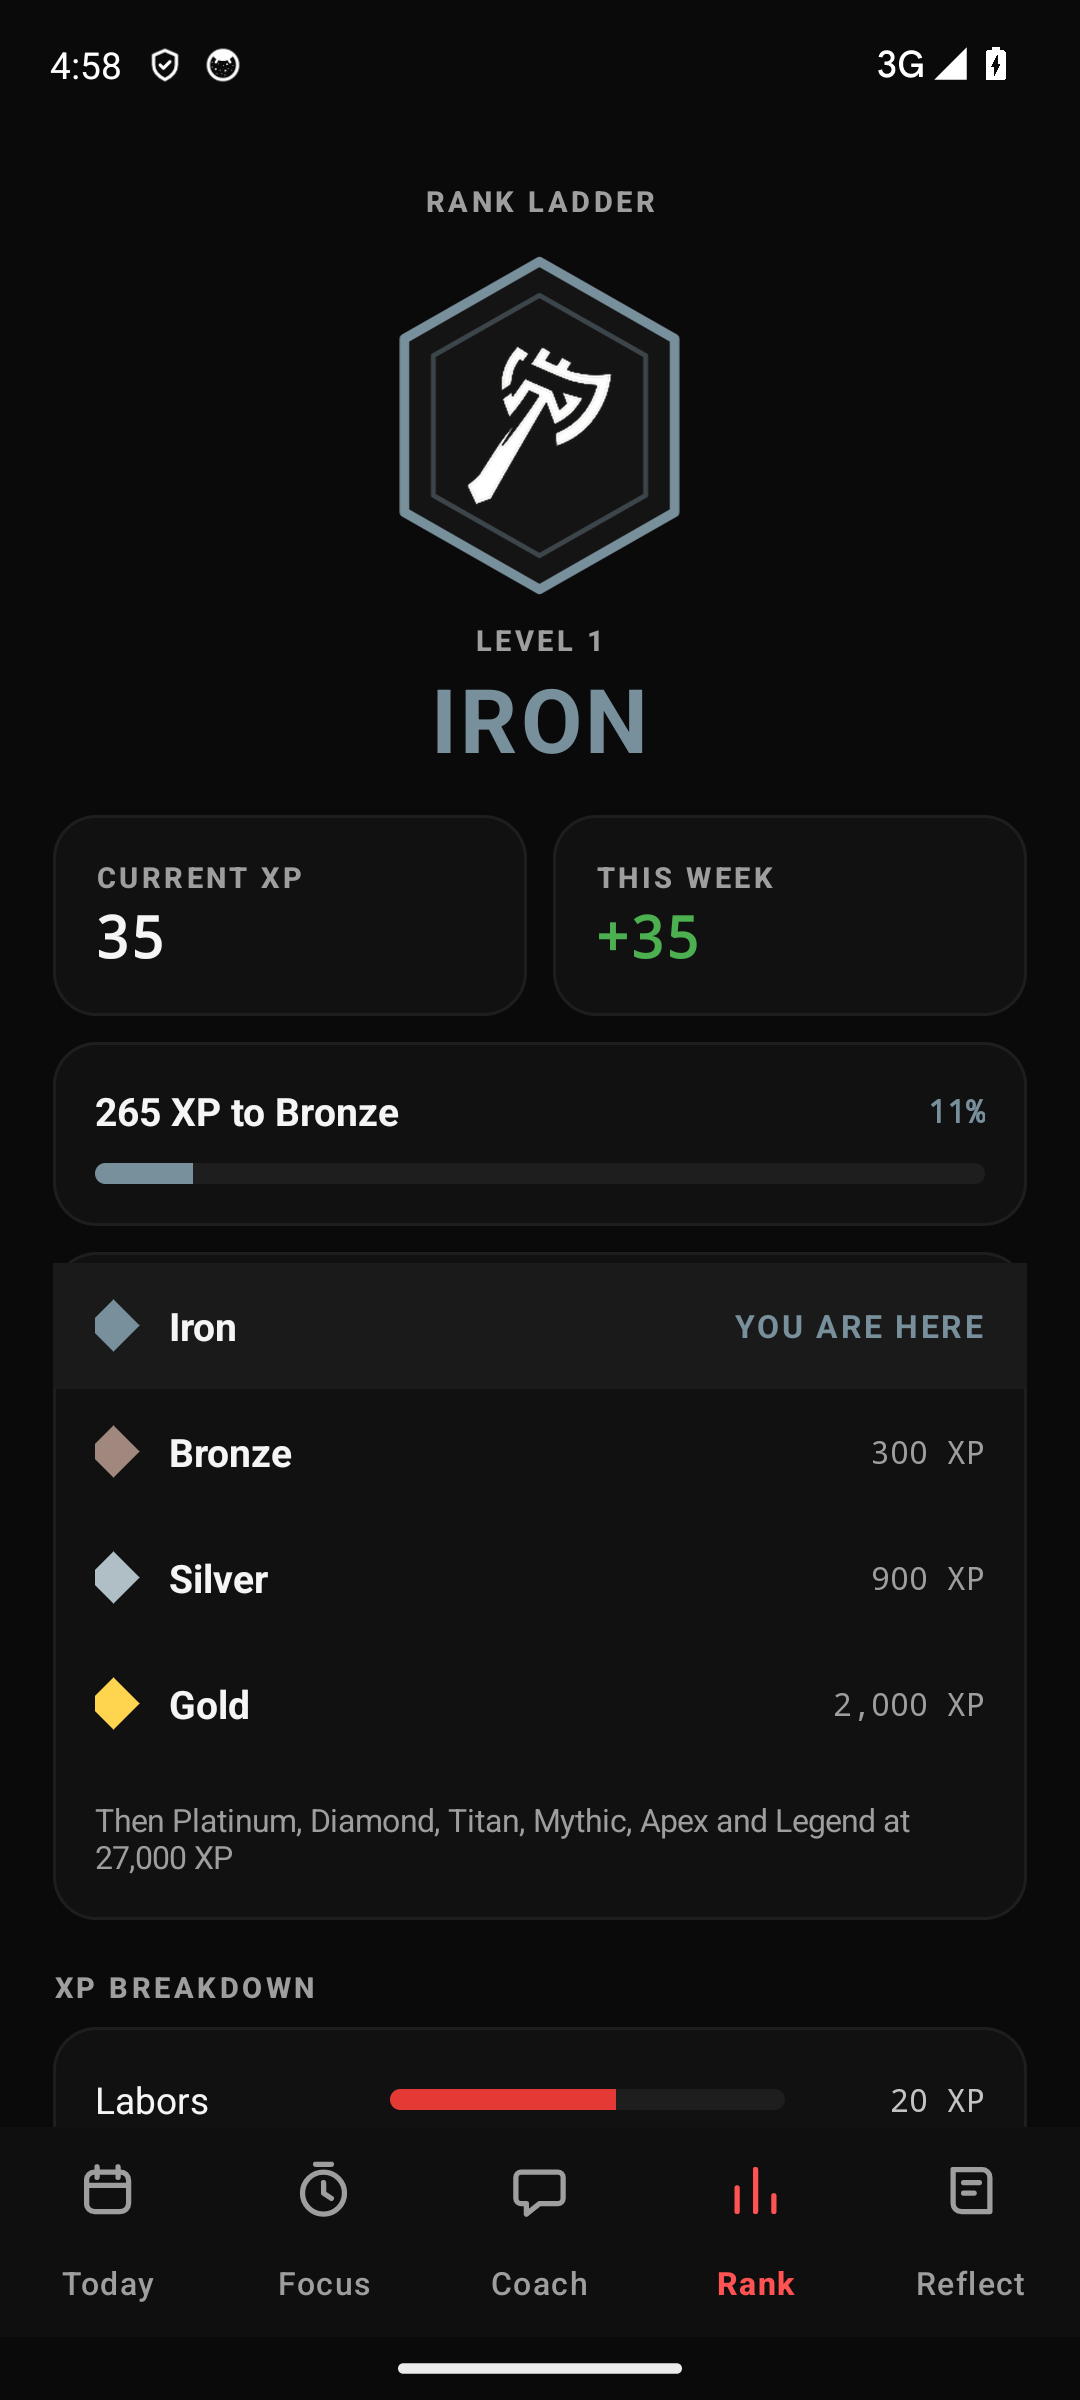 4:58
3G
RANK LADDER
LEVEL 1
IRON
CURRENT XP
35
THIS WEEK
+35
265 XP to Bronze
11%
Iron
YOU ARE HERE
Bronze
300 XP
Silver
900 XP
Gold
2,000 XP
Then Platinum, Diamond, Titan, Mythic, Apex and Legend at
27,000 XP
XP BREAKDOWN
Labors
20 XP
Today
Focus
Coach
Rank
Reflect